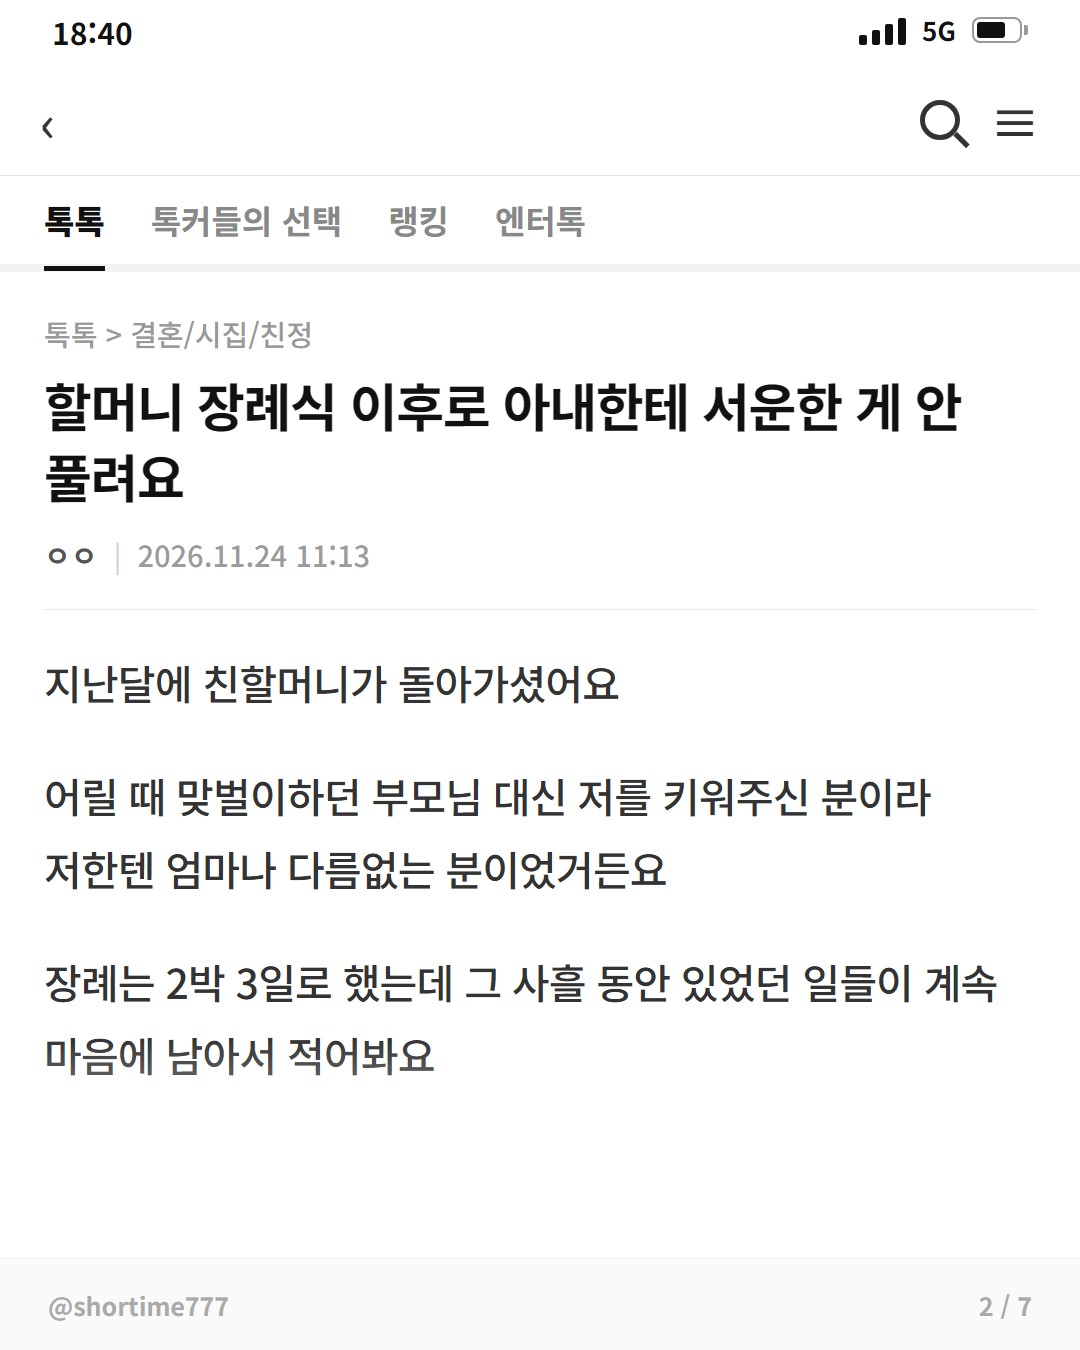 18:40
5G
‹
톡톡 톡커들의 선택 랭킹 엔터톡
톡톡 > 결혼/시집/친정
할머니 장례식 이후로 아내한테 서운한 게 안
풀려요
ㅇㅇ | 2026.11.24 11:13
지난달에 친할머니가 돌아가셨어요
어릴 때 맞벌이하던 부모님 대신 저를 키워주신 분이라
저한텐 엄마나 다름없는 분이었거든요
장례는 2박 3일로 했는데 그 사흘 동안 있었던 일들이 계속
마음에 남아서 적어봐요
@shortime777
2 / 7